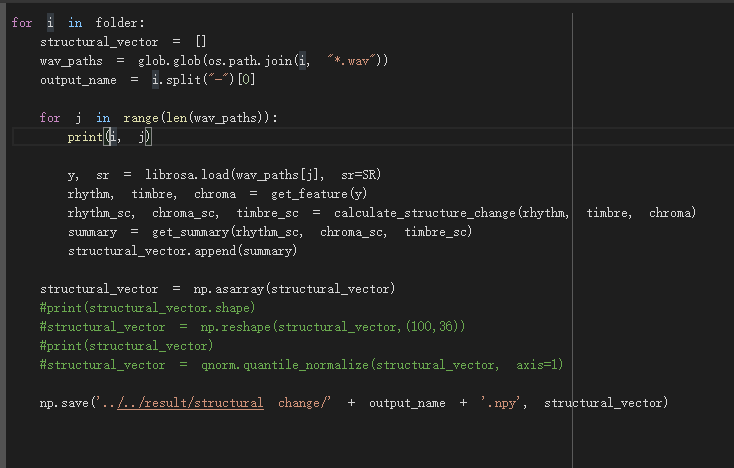 for i in folder:
    structural_vector = []
    wav_paths = glob.glob(os.path.join(i, "*.wav"))
    output_name = i.split("-")[0]
    for j in range(len(wav_paths)):
        print(i, j)
        y, sr = librosa.load(wav_paths[j], sr=SR)
        rhythm, timbre, chroma = get_feature(y)
        rhythm_sc, chroma_sc, timbre_sc = calculate_structure_change(rhythm, timbre, chroma)
        summary = get_summary(rhythm_sc, chroma_sc, timbre_sc)
        structural_vector.append(summary)
    structural_vector = np.asarray(structural_vector)
    #print(structural_vector.shape)
    #structural_vector = np.reshape(structural_vector,(100,36))
    #print(structural_vector)
    #structural_vector = qnorm.quantile_normalize(structural_vector, axis=1)
    np.save('../../result/structural change/' + output_name + '.npy', structural_vector)